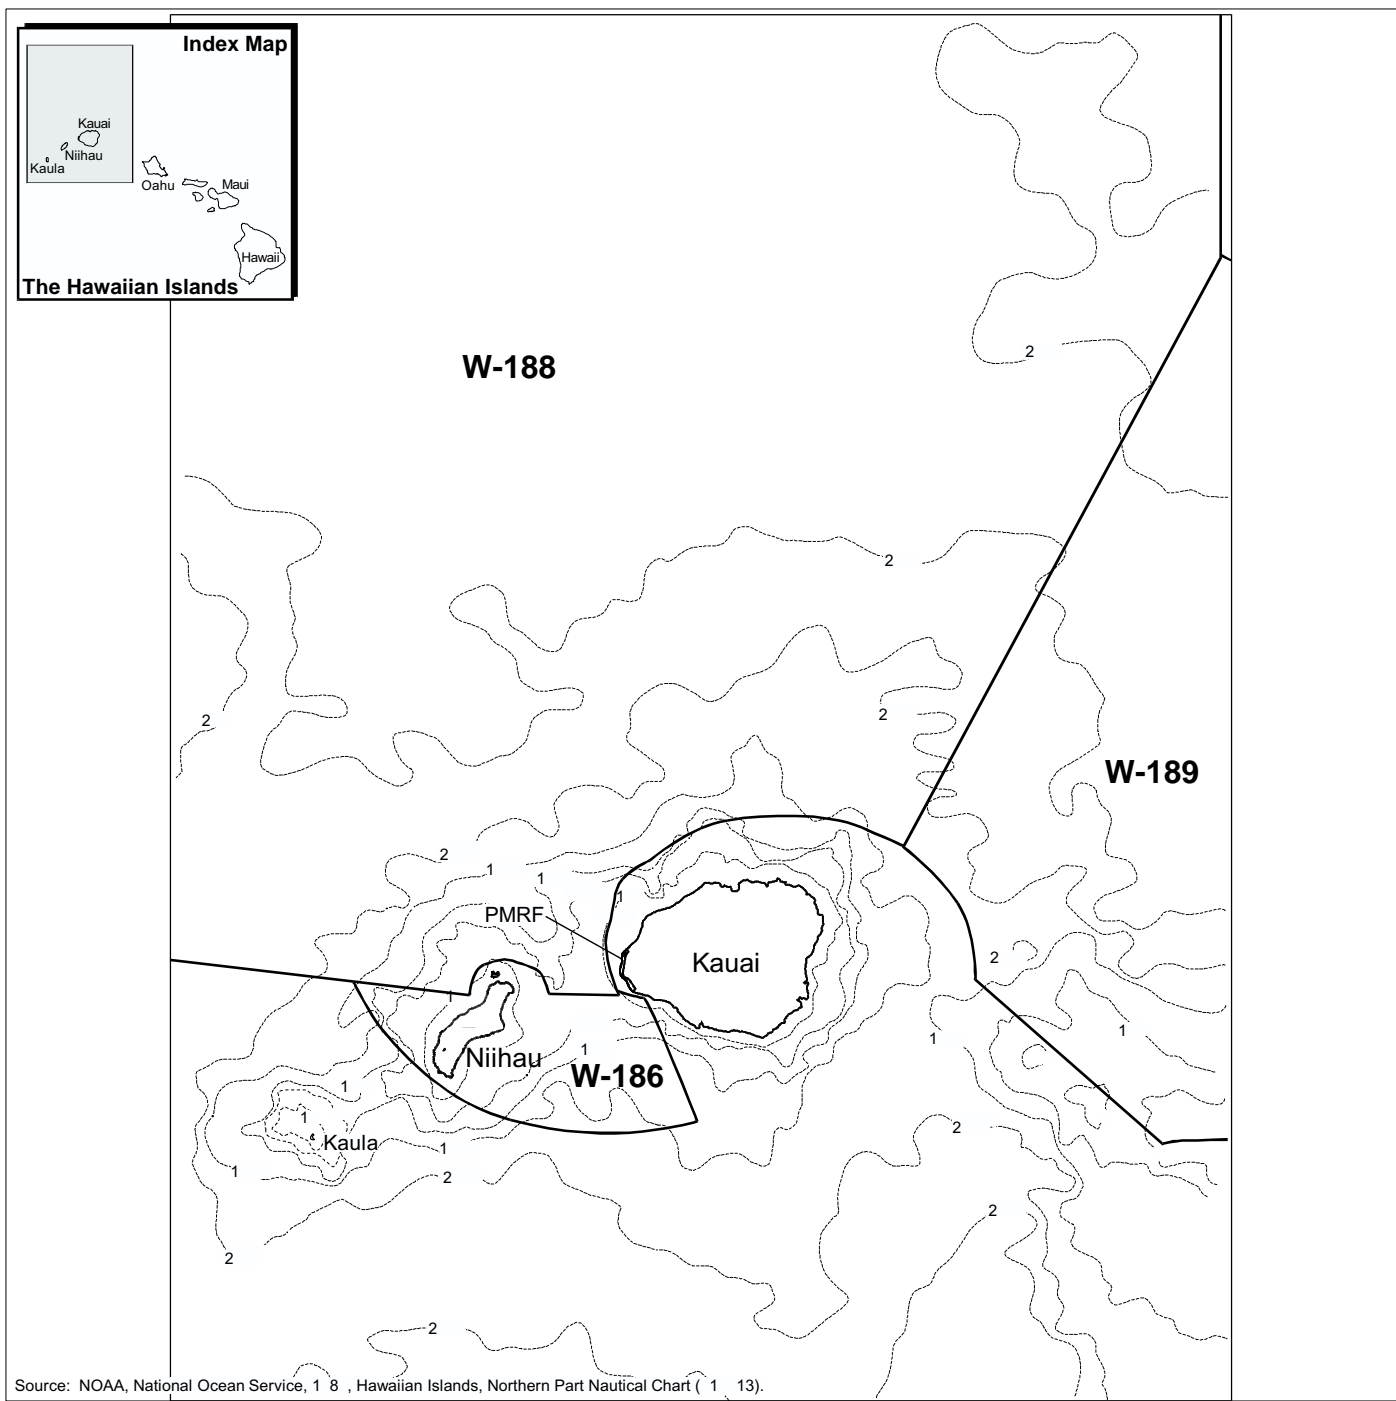 Index Map
Kauai
Niihau
Kaula
Oahu
Maui
Hawaii
The Hawaiian Islands
2
W-188
2
2
2
W-189
2
1
1
1
PMRF
Kauai
2
1
1
1
Niihau
1
W-186
1
1
Kaula
2
1
1
2
2
2
2
Source: NOAA, National Ocean Service, 1 8 , Hawaiian Islands, Northern Part Nautical Chart ( 1 13).